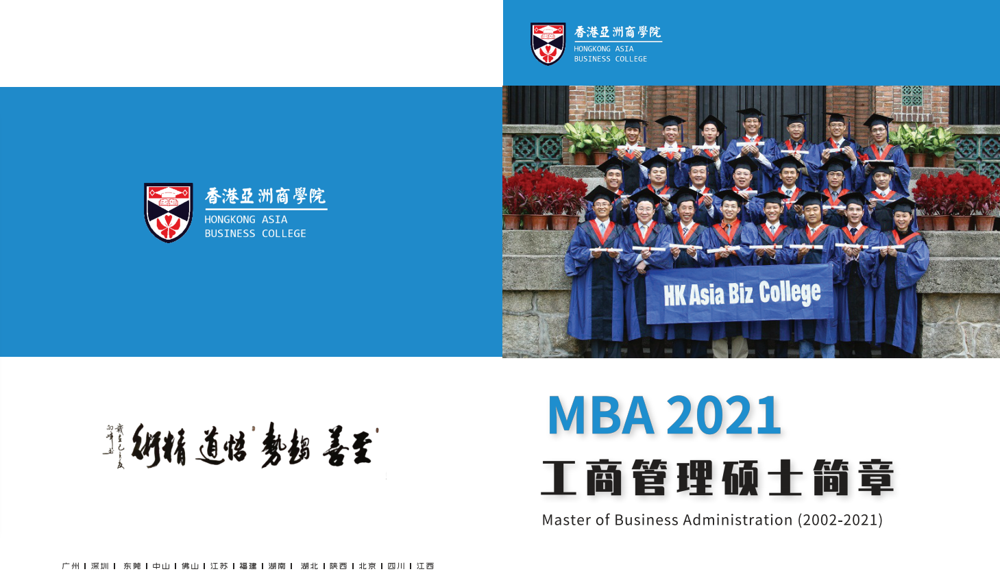 香港亞洲商學院
HONGKONG ASIA
BUSINESS COLLEGE
至善 趨勢 悟道 精術
广州 | 深圳 | 东莞 | 中山 | 佛山 | 江苏 | 福建 | 湖南 | 湖北 | 陕西 | 北京 | 四川 | 江西
香港亞洲商學院
HONGKONG ASIA
BUSINESS COLLEGE
HK Asia Biz College
MBA 2021
工商管理硕士简章
Master of Business Administration (2002-2021)